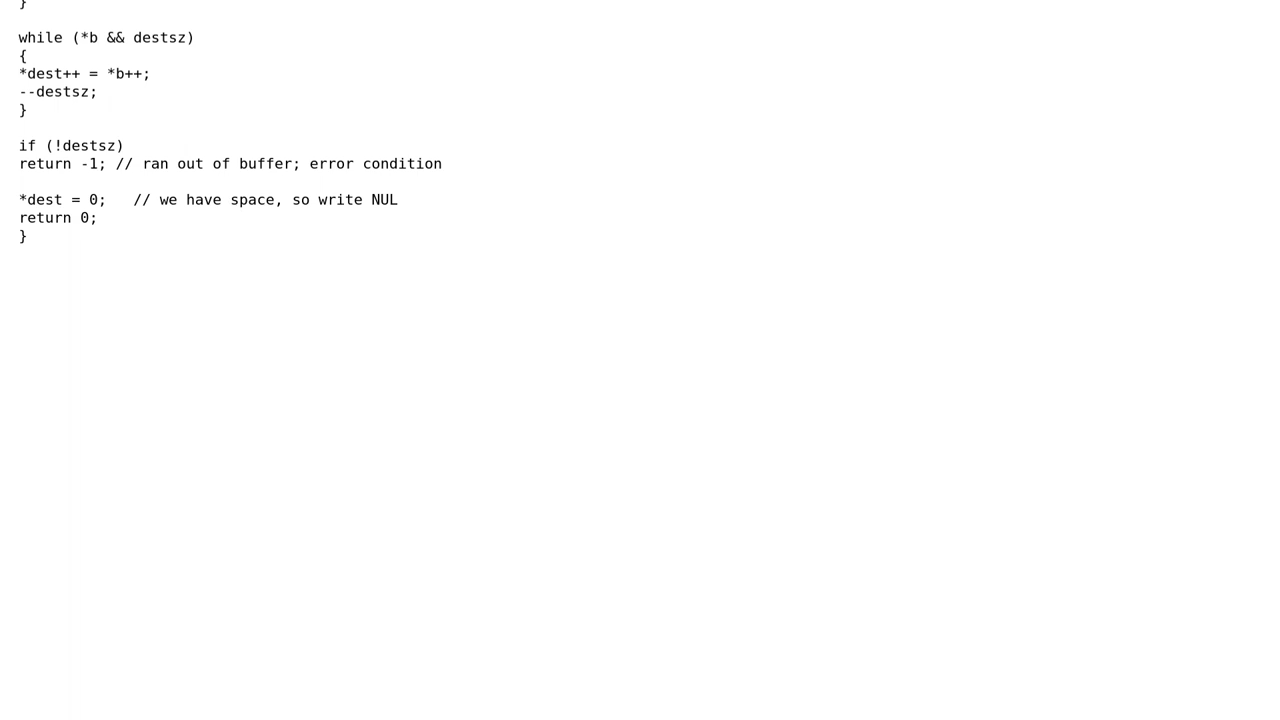 }

while (*b && destsz)
{
*dest++ = *b++;
--destsz;
}

if (!destsz)
return -1; // ran out of buffer; error condition

*dest = 0;   // we have space, so write NUL
return 0;
}